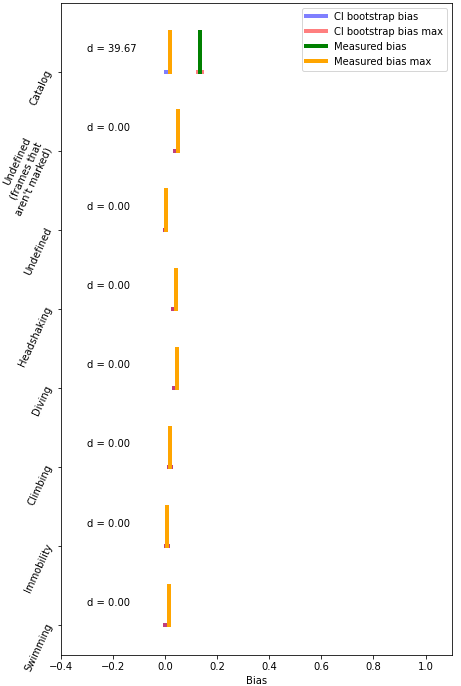 CI bootstrap bias
CI bootstrap bias max
Measured bias
Measured bias max
d = 39.67
Catalog
d = 0.00
Undefined
(frames that
aren't marked)
d = 0.00
Undefined
d = 0.00
Headshaking
d = 0.00
Diving
d = 0.00
Climbing
d = 0.00
Immobility
d = 0.00
Swimming
−0.4 −0.2 0.0 0.2 0.4 0.6 0.8 1.0
Bias